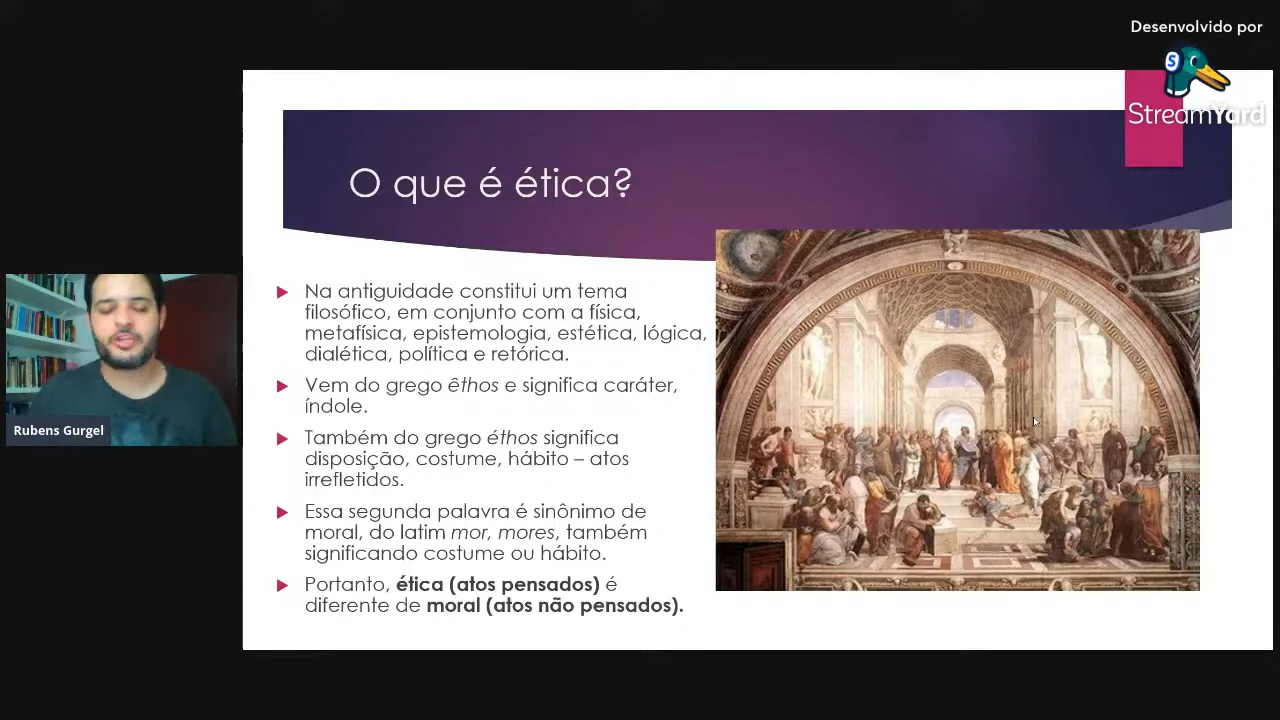 Desenvolvido por
S
StreamYard
O que é ética?
Na antiguidade constitui um tema
filosófico, em conjunto com a física,
metafísica, epistemologia, estética, lógica,
dialética, política e retórica.
Vem do grego êthos e significa caráter,
índole.
Também do grego éthos significa
disposição, costume, hábito – atos
irrefletidos.
Essa segunda palavra é sinônimo de
moral, do latim mor, mores, também
significando costume ou hábito.
Portanto, ética (atos pensados) é
diferente de moral (atos não pensados).
Rubens Gurgel